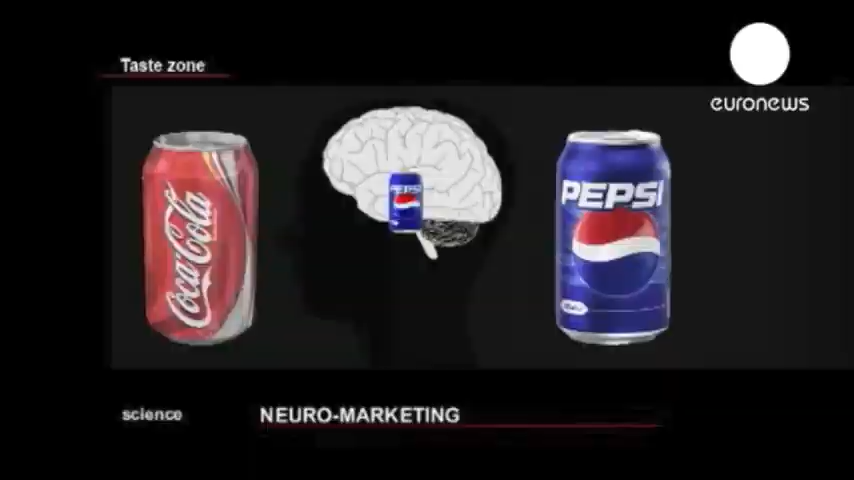 Taste zone
euronews
PEPSI
PEPSI
Coca-Cola
science
NEURO-MARKETING